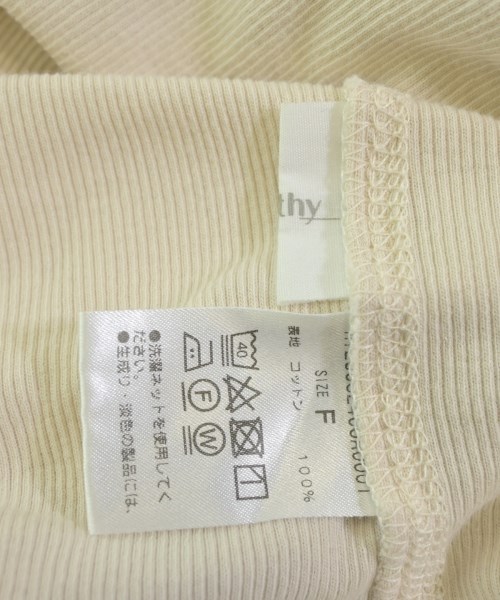 thy
SIZE F
表地 コットン 100%
40
F
W
●洗濯ネットを使用してく
ださい。
●生成り・淡色の製品には、